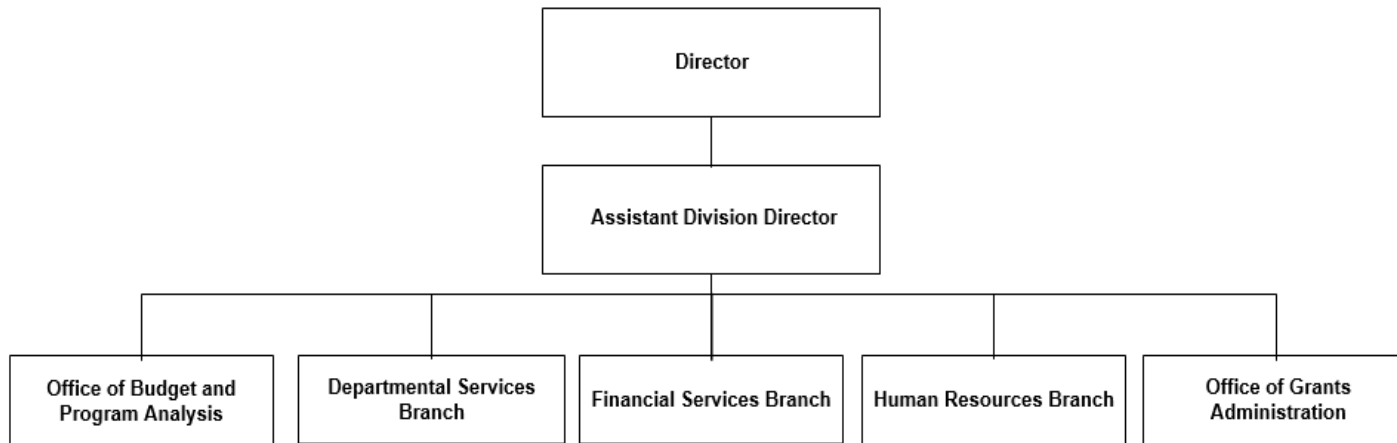 Director
Assistant Division Director
Office of Budget and
Program Analysis
Departmental Services
Branch
Financial Services Branch
Human Resources Branch
Office of Grants
Administration